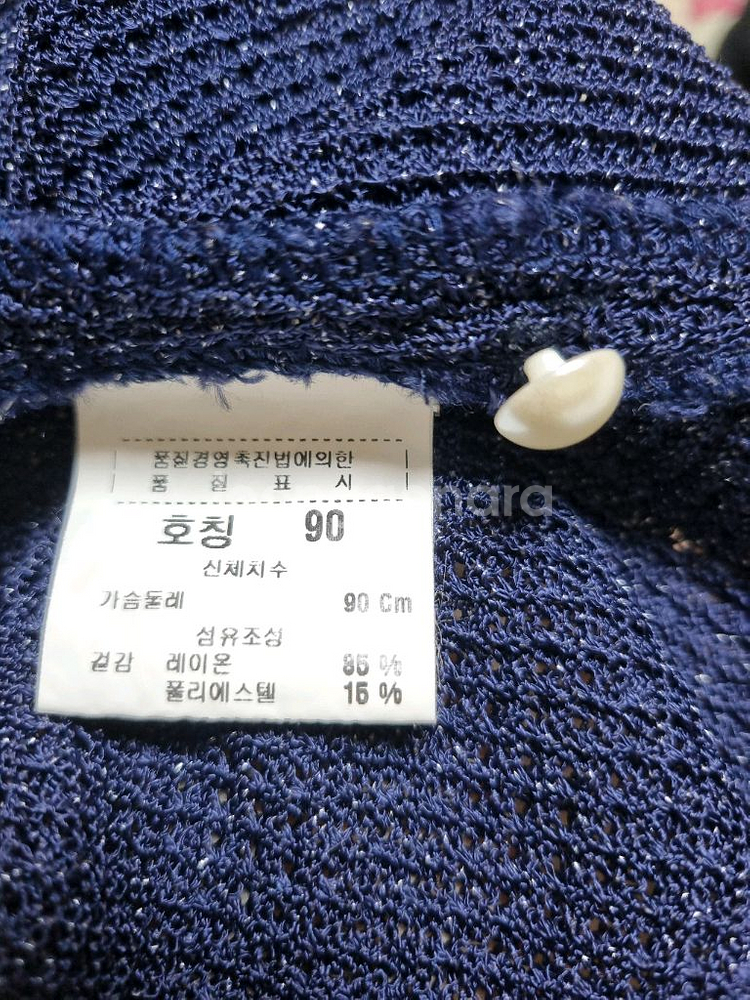 품질경영촉진법에의한
품 질 표 시
호칭 90
신체치수
가슴둘레 90 Cm
섬유조성
겉감 레이온 85 %
폴리에스텔 15 %